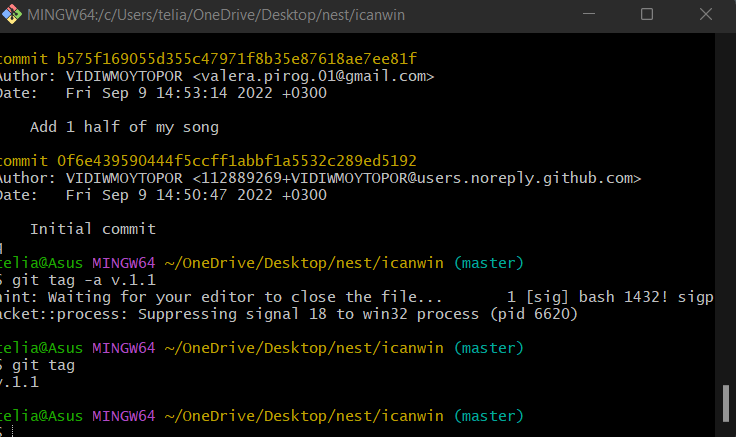 MINGW64:/c/Users/telia/OneDrive/Desktop/nest/icanwin
commit b575f169055d355c47971f8b35e87618ae7ee81f
Author: VIDIWMOYTOPOR <valera.pirog.01@gmail.com>
Date:   Fri Sep 9 14:53:14 2022 +0300
Add 1 half of my song
commit 0f6e439590444f5ccff1abbf1a5532c289ed5192
Author: VIDIWMOYTOPOR <112889269+VIDIWMOYTOPOR@users.noreply.github.com>
Date:   Fri Sep 9 14:50:47 2022 +0300
Initial commit
telia@Asus MINGW64 ~/OneDrive/Desktop/nest/icanwin (master)
$ git tag -a v.1.1
hint: Waiting for your editor to close the file...      1 [sig] bash 1432! sigp
acket::process: Suppressing signal 18 to win32 process (pid 6620)
telia@Asus MINGW64 ~/OneDrive/Desktop/nest/icanwin (master)
$ git tag
v.1.1
telia@Asus MINGW64 ~/OneDrive/Desktop/nest/icanwin (master)
$